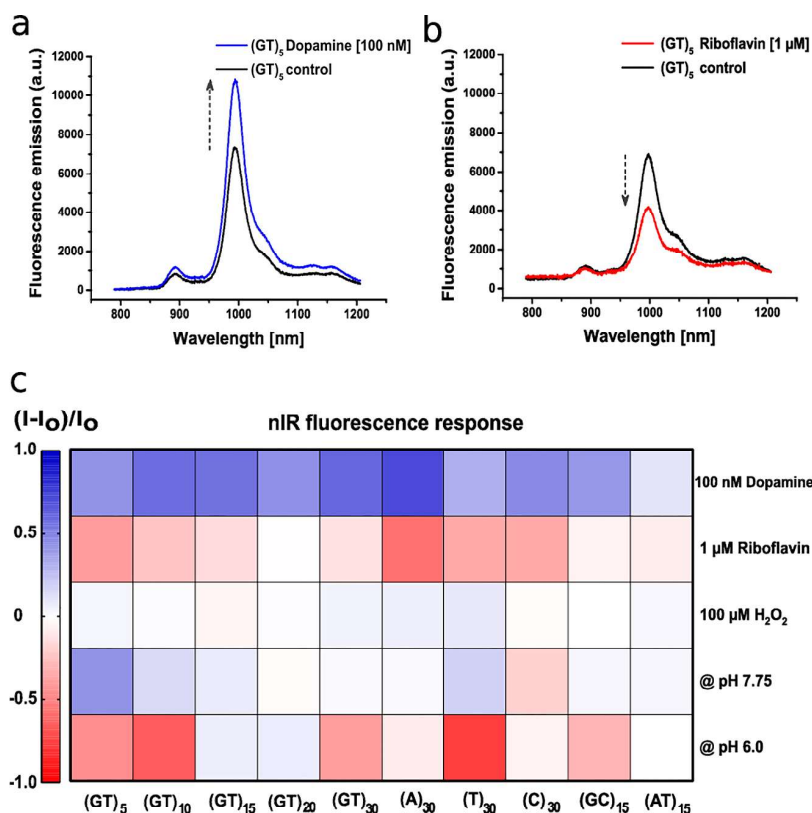 a
(GT)5 Dopamine [100 nM]
(GT)5 control
Fluorescence emission (a.u.)
12000
10000
8000
6000
4000
2000
0
800 900 1000 1100 1200
Wavelength [nm]
b
(GT)5 Riboflavin [1 µM]
(GT)5 control
Fluorescence emission (a.u.)
12000
10000
8000
6000
4000
2000
0
800 900 1000 1100 1200
Wavelength [nm]
c
(I-IO)/IO
nIR fluorescence response
1.0
0.5
0
-0.5
-1.0
100 nM Dopamine
1 µM Riboflavin
100 µM H2O2
@ pH 7.75
@ pH 6.0
(GT)5 (GT)10 (GT)15 (GT)20 (GT)30 (A)30 (T)30 (C)30 (GC)15 (AT)15